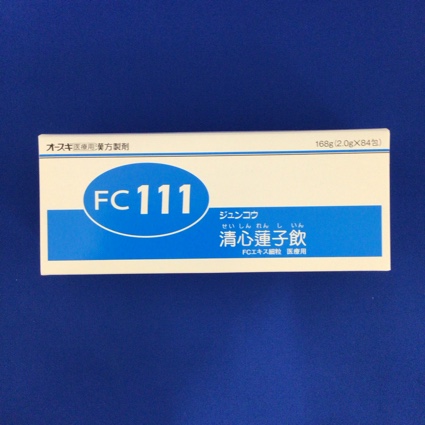 オースギ医療用漢方製剤
168g(2.0g×84包)
FC111
ジュンコウ
せいしんれんしいん
清心蓮子飲
FCエキス細粒 医療用